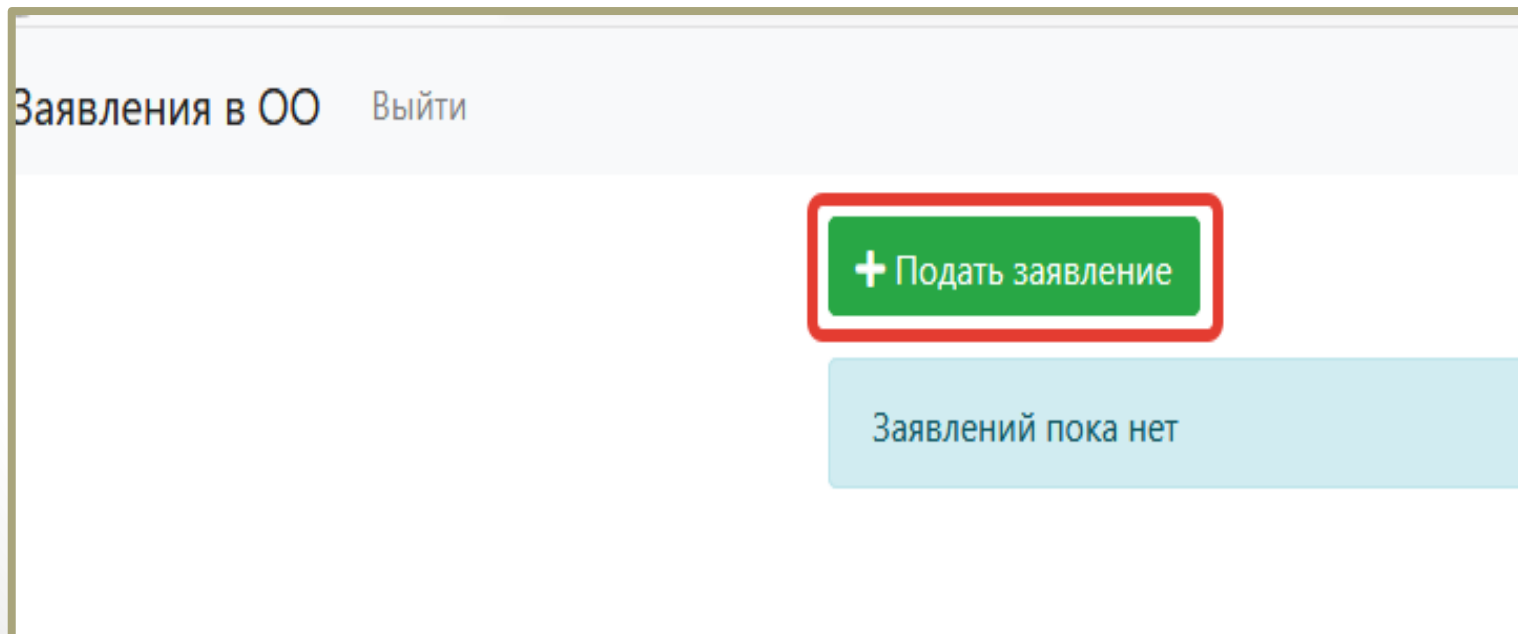 Заявления в ОО Выйти
+ Подать заявление
Заявлений пока нет